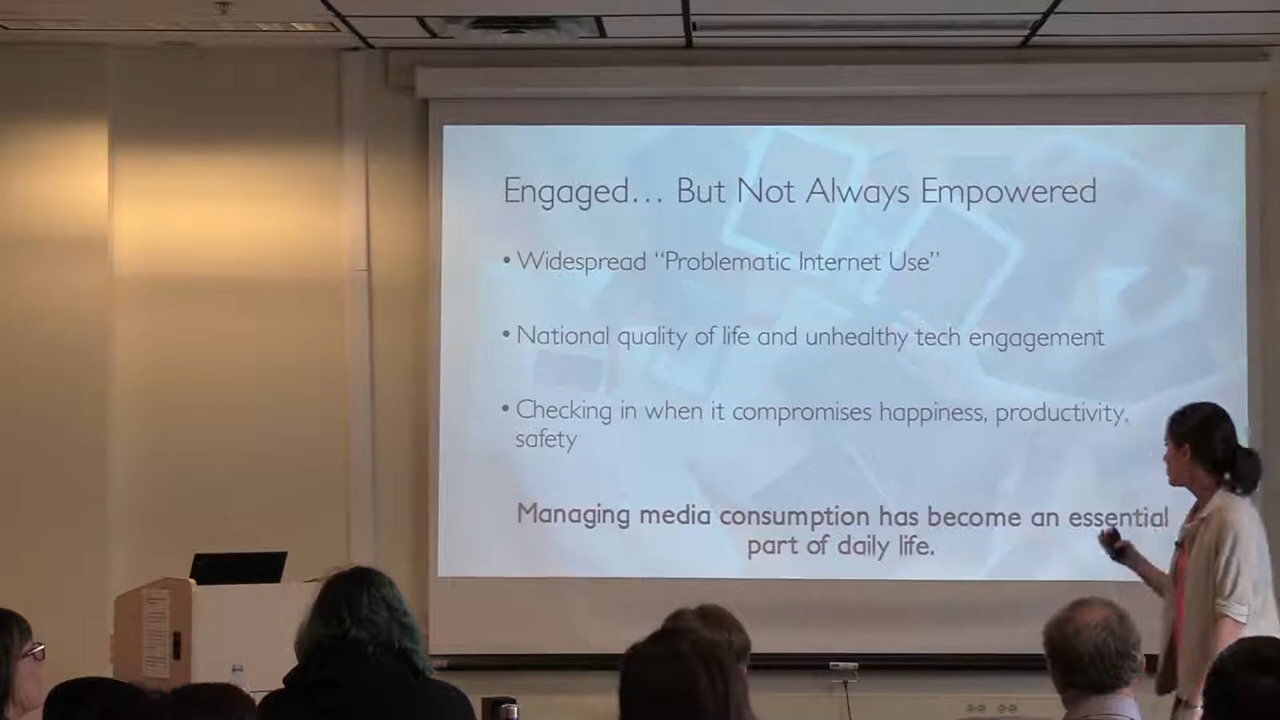 Engaged... But Not Always Empowered
• Widespread “Problematic Internet Use”
• National quality of life and unhealthy tech engagement
• Checking in when it compromises happiness, productivity,
safety
Managing media consumption has become an essential
part of daily life.